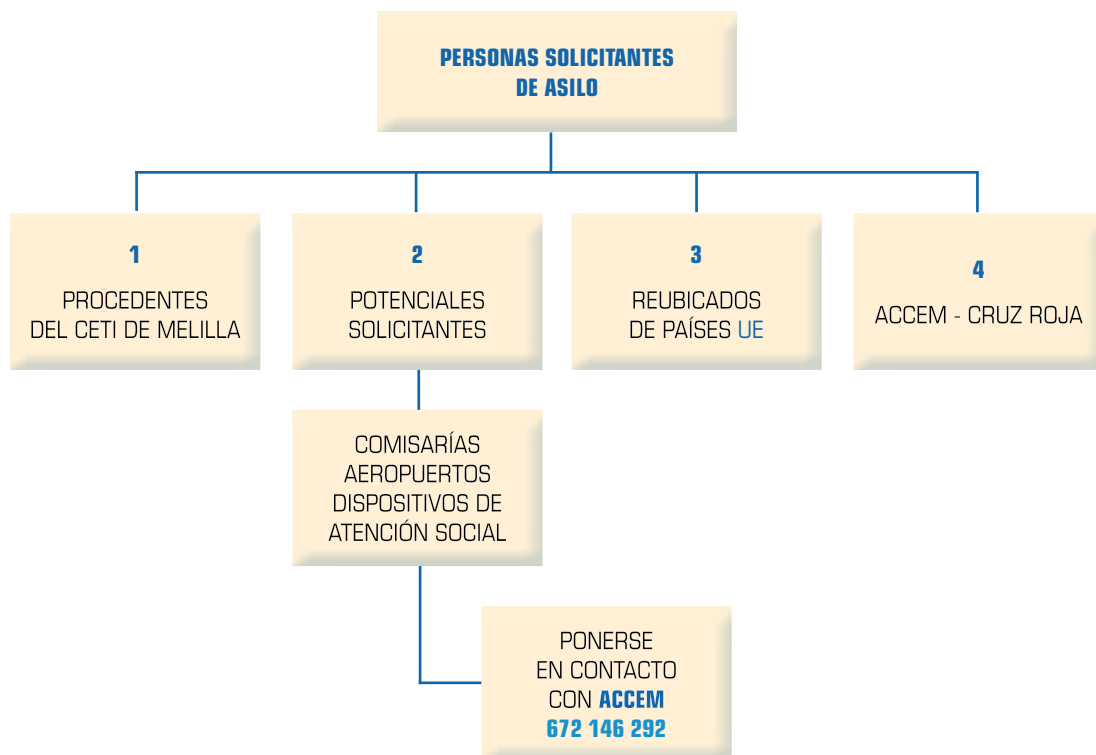 PERSONAS SOLICITANTES
DE ASILO
1
PROCEDENTES
DEL CETI DE MELILLA
2
POTENCIALES
SOLICITANTES
3
REUBICADOS
DE PAÍSES UE
4
ACCEM - CRUZ ROJA
COMISARÍAS
AEROPUERTOS
DISPOSITIVOS DE
ATENCIÓN SOCIAL
PONERSE
EN CONTACTO
CON ACCEM
672 146 292